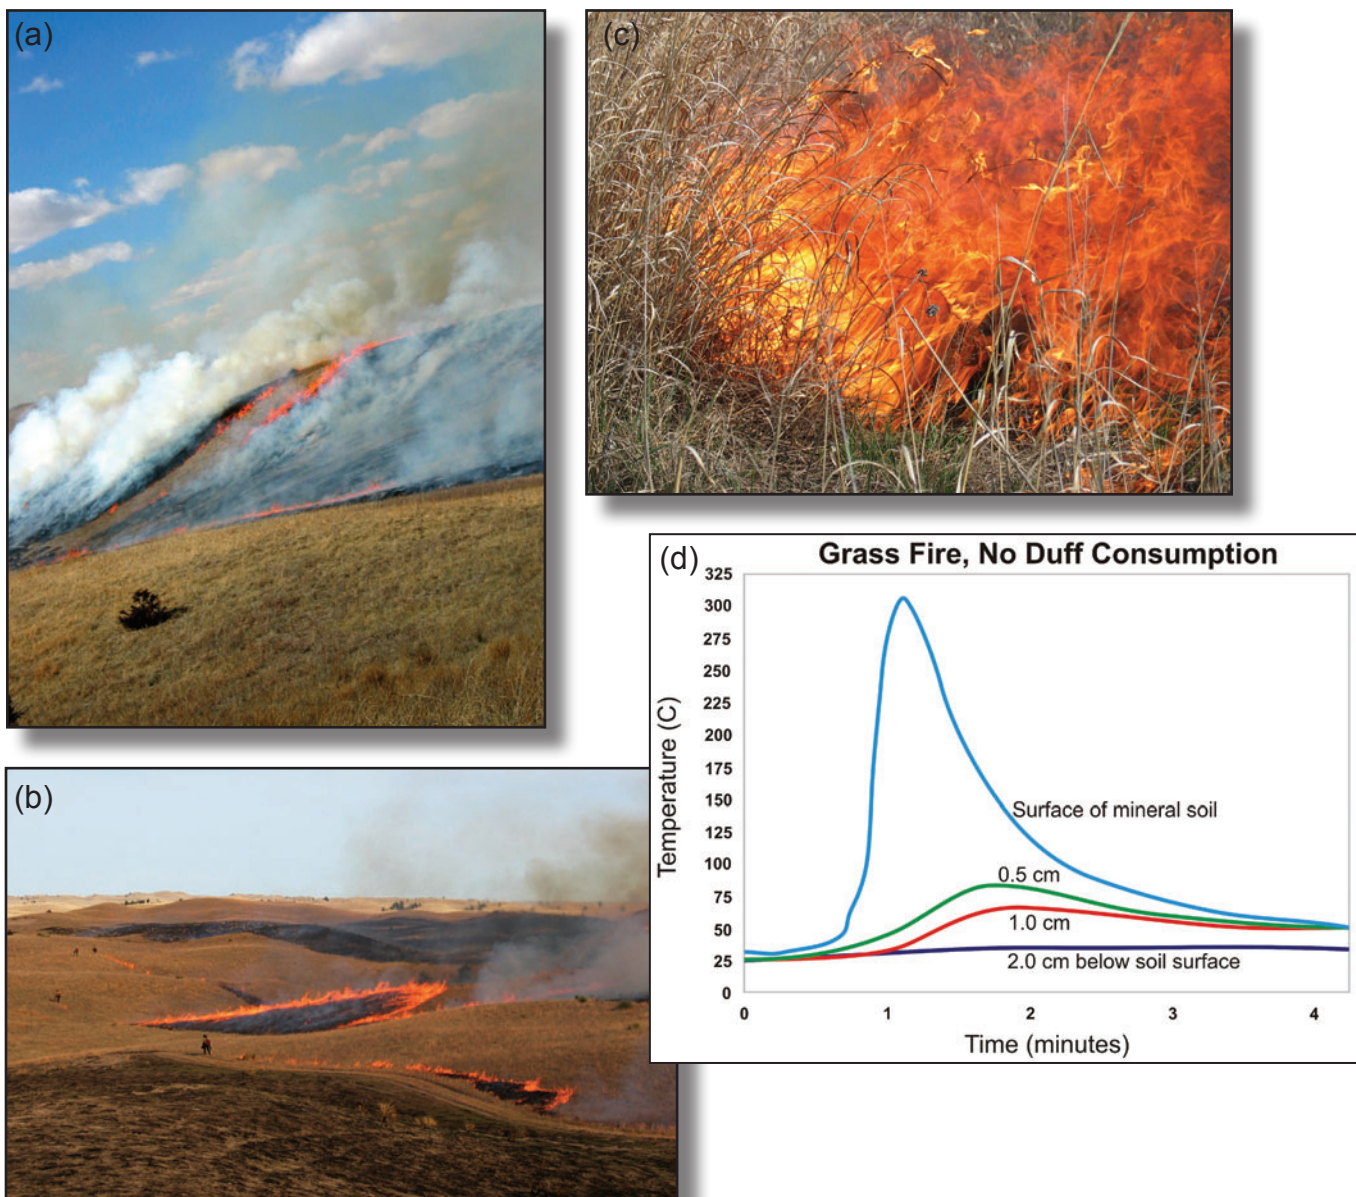 (a)
(c)
(d)
Grass Fire, No Duff Consumption
325
300
275
250
225
200
175
150
125
100
75
50
25
0
Temperature (C)
Surface of mineral soil
0.5 cm
1.0 cm
2.0 cm below soil surface
0
1
2
3
4
Time (minutes)
(b)